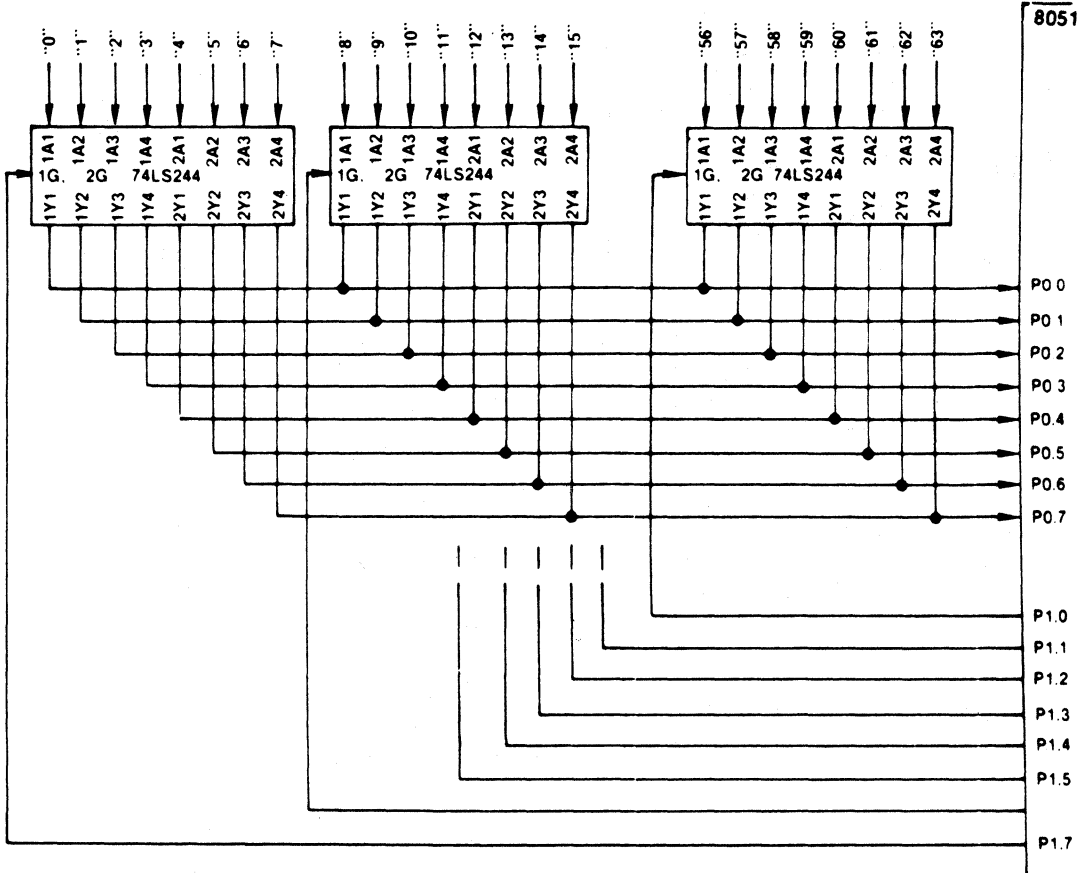 8051
"0" "1" "2" "3" "4" "5" "6" "7" "8" "9" "10" "11" "12" "13" "14" "15" "56" "57" "58" "59" "60" "61" "62" "63"
1A1 1A2 1A3 1A4 2A1 2A2 2A3 2A4
1G. 2G 74LS244
1Y1 1Y2 1Y3 1Y4 2Y1 2Y2 2Y3 2Y4
1A1 1A2 1A3 1A4 2A1 2A2 2A3 2A4
1G. 2G 74LS244
1Y1 1Y2 1Y3 1Y4 2Y1 2Y2 2Y3 2Y4
1A1 1A2 1A3 1A4 2A1 2A2 2A3 2A4
1G. 2G 74LS244
1Y1 1Y2 1Y3 1Y4 2Y1 2Y2 2Y3 2Y4
P0 0
P0 1
P0 2
P0 3
P0.4
P0.5
P0.6
P0.7
P1.0
P1.1
P1.2
P1.3
P1.4
P1.5
P1.7